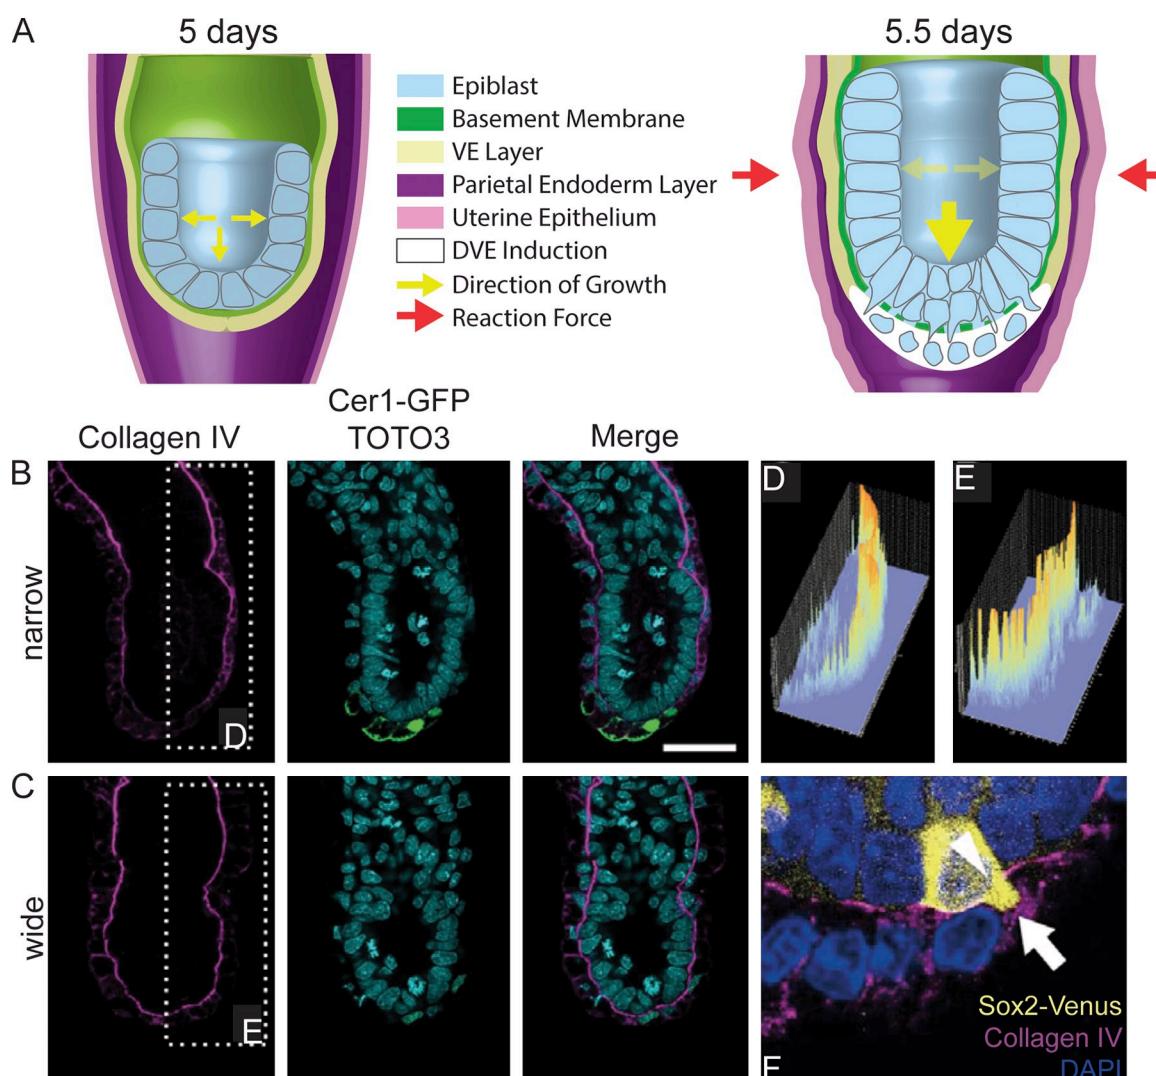 A
5 days
5.5 days
Epiblast
Basement Membrane
VE Layer
Parietal Endoderm Layer
Uterine Epithelium
DVE Induction
Direction of Growth
Reaction Force
Collagen IV
Cer1-GFP
TOTO3
Merge
B
narrow
D
D
E
C
wide
E
Sox2-Venus
Collagen IV
DAPI
F